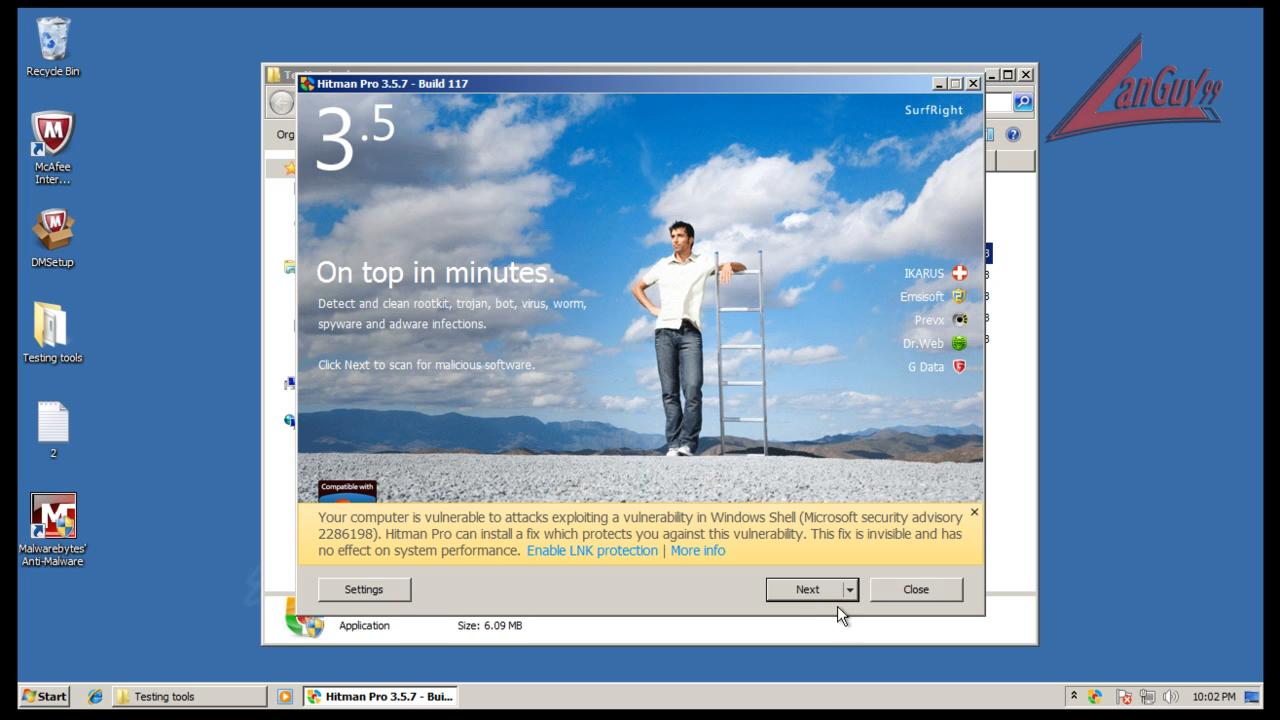 Recycle Bin
McAfee
Inter...
DMSetup
Testing tools
2
Malwarebytes'
Anti-Malware
LanGuy99
Hitman Pro 3.5.7 - Build 117
Org
3.5
SurfRight
On top in minutes.
Detect and clean rootkit, trojan, bot, virus, worm,
spyware and adware infections.
Click Next to scan for malicious software.
IKARUS
Emsisoft
Prevx
Dr.Web
G Data
Compatible with
Your computer is vulnerable to attacks exploiting a vulnerability in Windows Shell (Microsoft security advisory
2286198). Hitman Pro can install a fix which protects you against this vulnerability. This fix is invisible and has
no effect on system performance. Enable LNK protection | More info
Settings
Next
Close
Application
Size: 6.09 MB
Start
Testing tools
Hitman Pro 3.5.7 - Bui...
10:02 PM